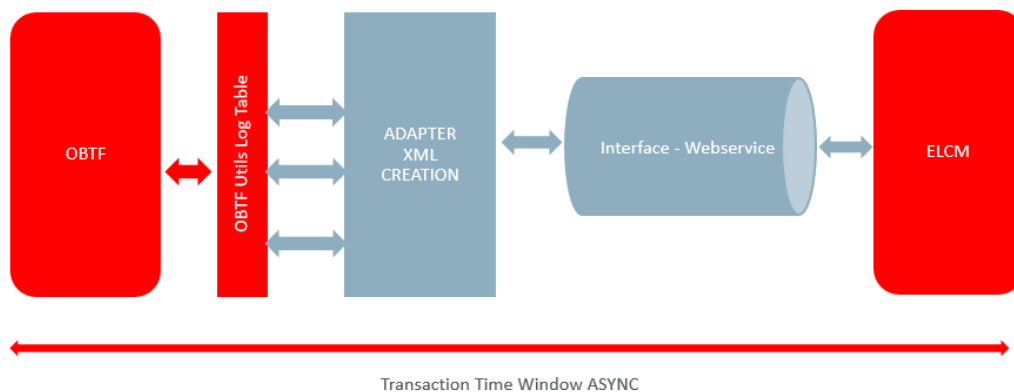 OBTF
OBTF Utils Log Table
ADAPTER
XML
CREATION
Interface - Webservice
ELCM
Transaction Time Window ASYNC